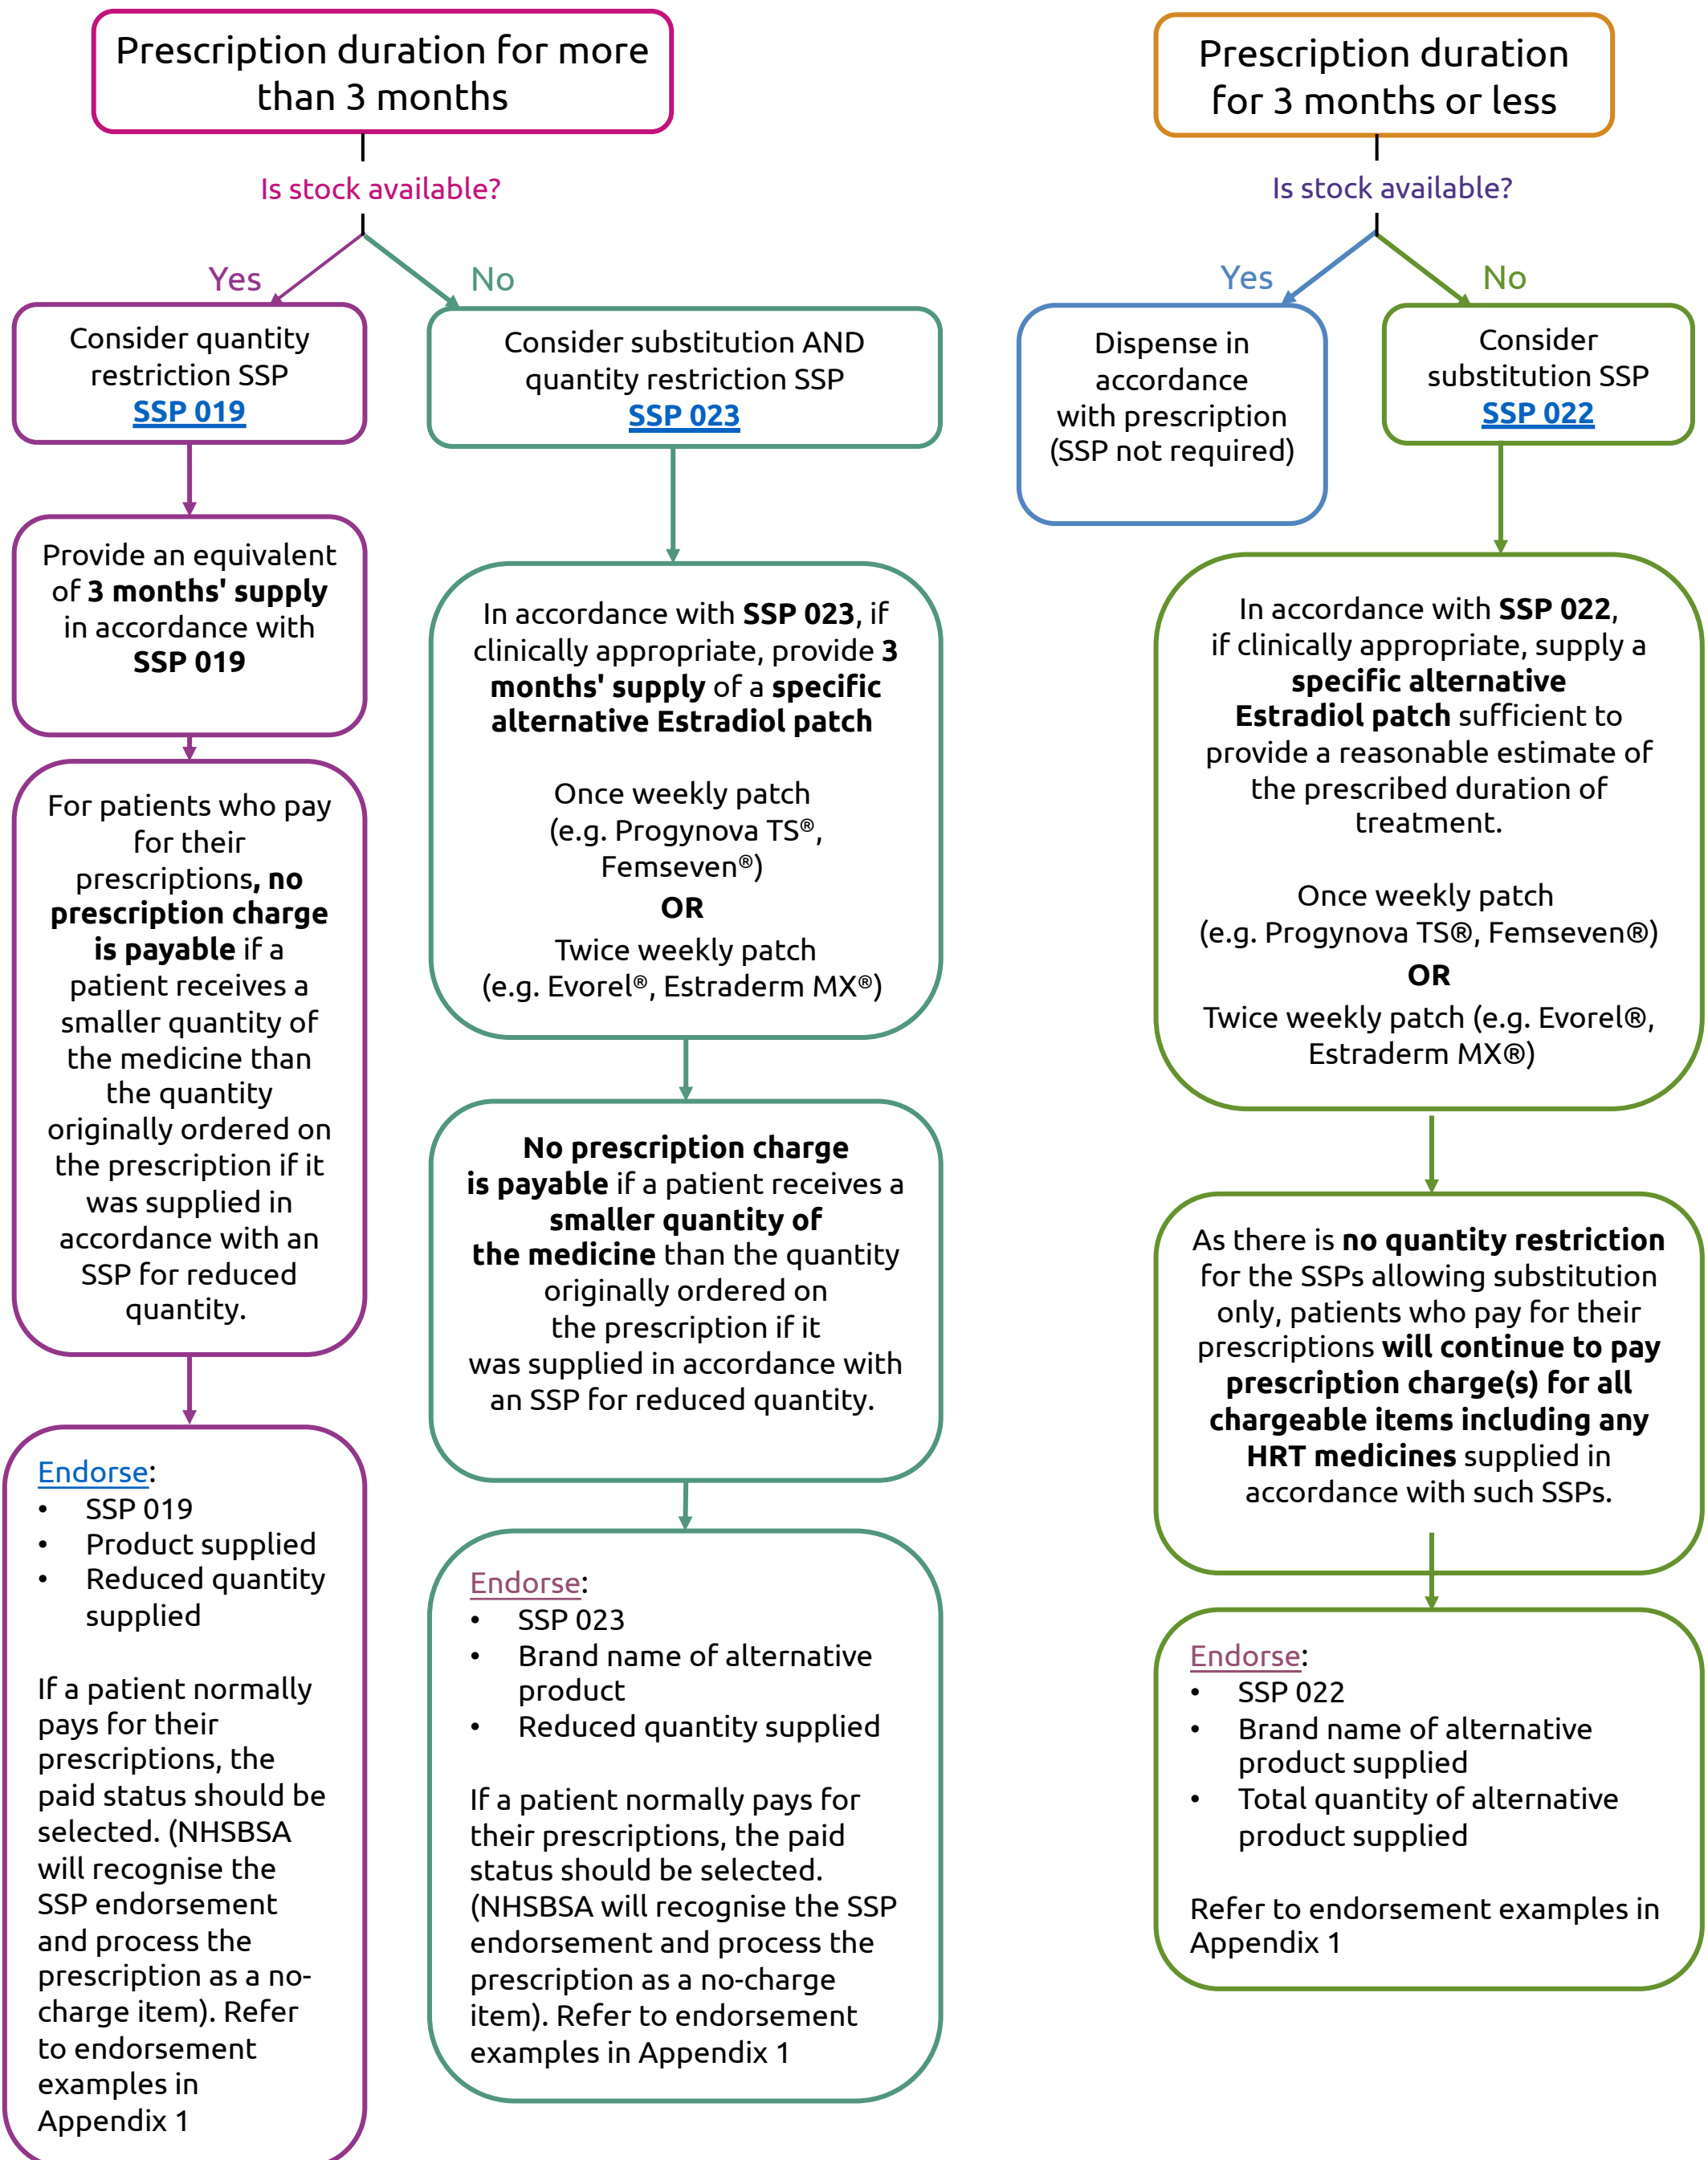 Prescription duration for more
than 3 months
Is stock available?
Yes
No
Consider quantity
restriction SSP
SSP 019
Provide an equivalent
of 3 months' supply
in accordance with
SSP 019
For patients who pay
for their
prescriptions, no
prescription charge
is payable if a
patient receives a
smaller quantity of
the medicine than
the quantity
originally ordered on
the prescription if it
was supplied in
accordance with an
SSP for reduced
quantity.
Endorse:
• SSP 019
• Product supplied
• Reduced quantity
supplied
If a patient normally
pays for their
prescriptions, the
paid status should be
selected. (NHSBSA
will recognise the
SSP endorsement
and process the
prescription as a no-
charge item). Refer
to endorsement
examples in
Appendix 1
Consider substitution AND
quantity restriction SSP
SSP 023
In accordance with SSP 023, if
clinically appropriate, provide 3
months' supply of a specific
alternative Estradiol patch
Once weekly patch
(e.g. Progynova TS®,
Femseven®)
OR
Twice weekly patch
(e.g. Evorel®, Estraderm MX®)
No prescription charge
is payable if a patient receives a
smaller quantity of
the medicine than the quantity
originally ordered on
the prescription if it
was supplied in accordance with
an SSP for reduced quantity.
Endorse:
• SSP 023
• Brand name of alternative
product
• Reduced quantity supplied
If a patient normally pays for
their prescriptions, the paid
status should be selected.
(NHSBSA will recognise the SSP
endorsement and process the
prescription as a no-charge
item). Refer to endorsement
examples in Appendix 1
Prescription duration
for 3 months or less
Is stock available?
Yes
No
Dispense in
accordance
with prescription
(SSP not required)
Consider
substitution SSP
SSP 022
In accordance with SSP 022,
if clinically appropriate, supply a
specific alternative
Estradiol patch sufficient to
provide a reasonable estimate of
the prescribed duration of
treatment.
Once weekly patch
(e.g. Progynova TS®, Femseven®)
OR
Twice weekly patch (e.g. Evorel®,
Estraderm MX®)
As there is no quantity restriction
for the SSPs allowing substitution
only, patients who pay for their
prescriptions will continue to pay
prescription charge(s) for all
chargeable items including any
HRT medicines supplied in
accordance with such SSPs.
Endorse:
• SSP 022
• Brand name of alternative
product supplied
• Total quantity of alternative
product supplied
Refer to endorsement examples in
Appendix 1